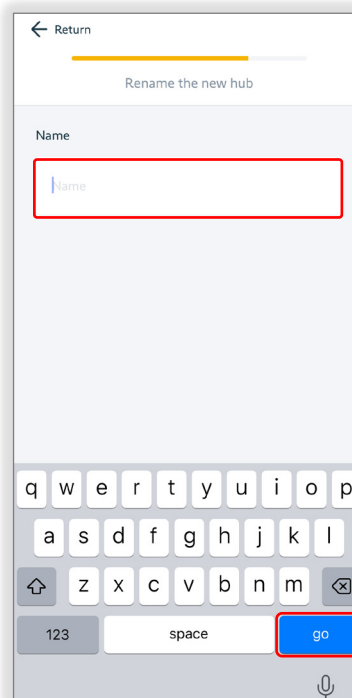 Return
Rename the new hub
Name
Name
q w e r t y u i o p
a s d f g h j k l
z x c v b n m
123 space go